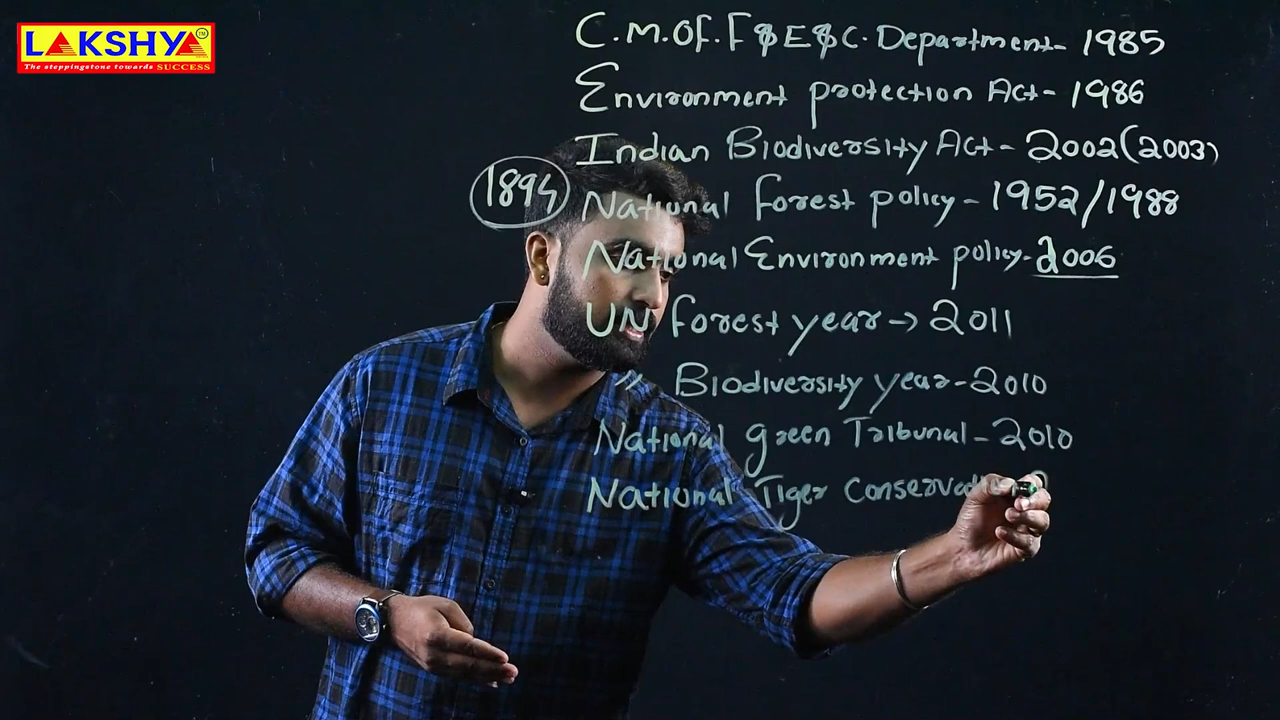 LAKSHYA TM
The steppingstone towards SUCCESS
C.M.Of.F&E&C.Department- 1985
Environment protection Act- 1986
Indian Biodiversity Act- 2002(2003)
1894
National Forest policy- 1952/1988
National Environment policy- 2006
UN Forest year→ 2011
" Biodiversity year-2010
National green Tribunal-2010
National Tiger